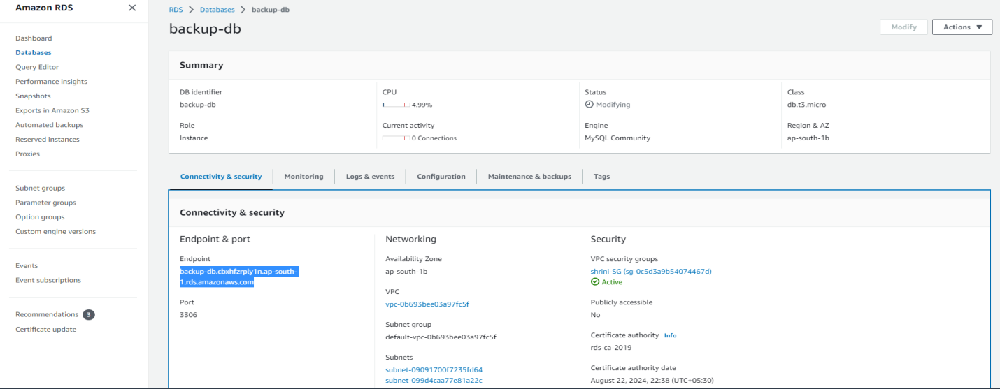 Amazon RDS
Dashboard
Databases
Query Editor
Performance insights
Snapshots
Exports in Amazon S3
Automated backups
Reserved instances
Proxies
Subnet groups
Parameter groups
Option groups
Custom engine versions
Events
Event subscriptions
Recommendations 3
Certificate update
RDS > Databases > backup-db
backup-db
Modify
Actions
Summary
DB identifier
backup-db
CPU
4.99%
Status
Modifying
Class
db.t3.micro
Role
Instance
Current activity
0 Connections
Engine
MySQL Community
Region & AZ
ap-south-1b
Connectivity & security
Monitoring
Logs & events
Configuration
Maintenance & backups
Tags
Connectivity & security
Endpoint & port
Endpoint
backup-db.cbxhfzrply1n.ap-south-
1.rds.amazonaws.com
Port
3306
Networking
Availability Zone
ap-south-1b
VPC
vpc-0b693bee03a97fc5f
Subnet group
default-vpc-0b693bee03a97fc5f
Subnets
subnet-09091700f7235fd64
subnet-099d4caa77e81a22c
Security
VPC security groups
shrini-SG (sg-0c5d3a9b54074467d)
Active
Publicly accessible
No
Certificate authority Info
rds-ca-2019
Certificate authority date
August 22, 2024, 22:38 (UTC+05:30)